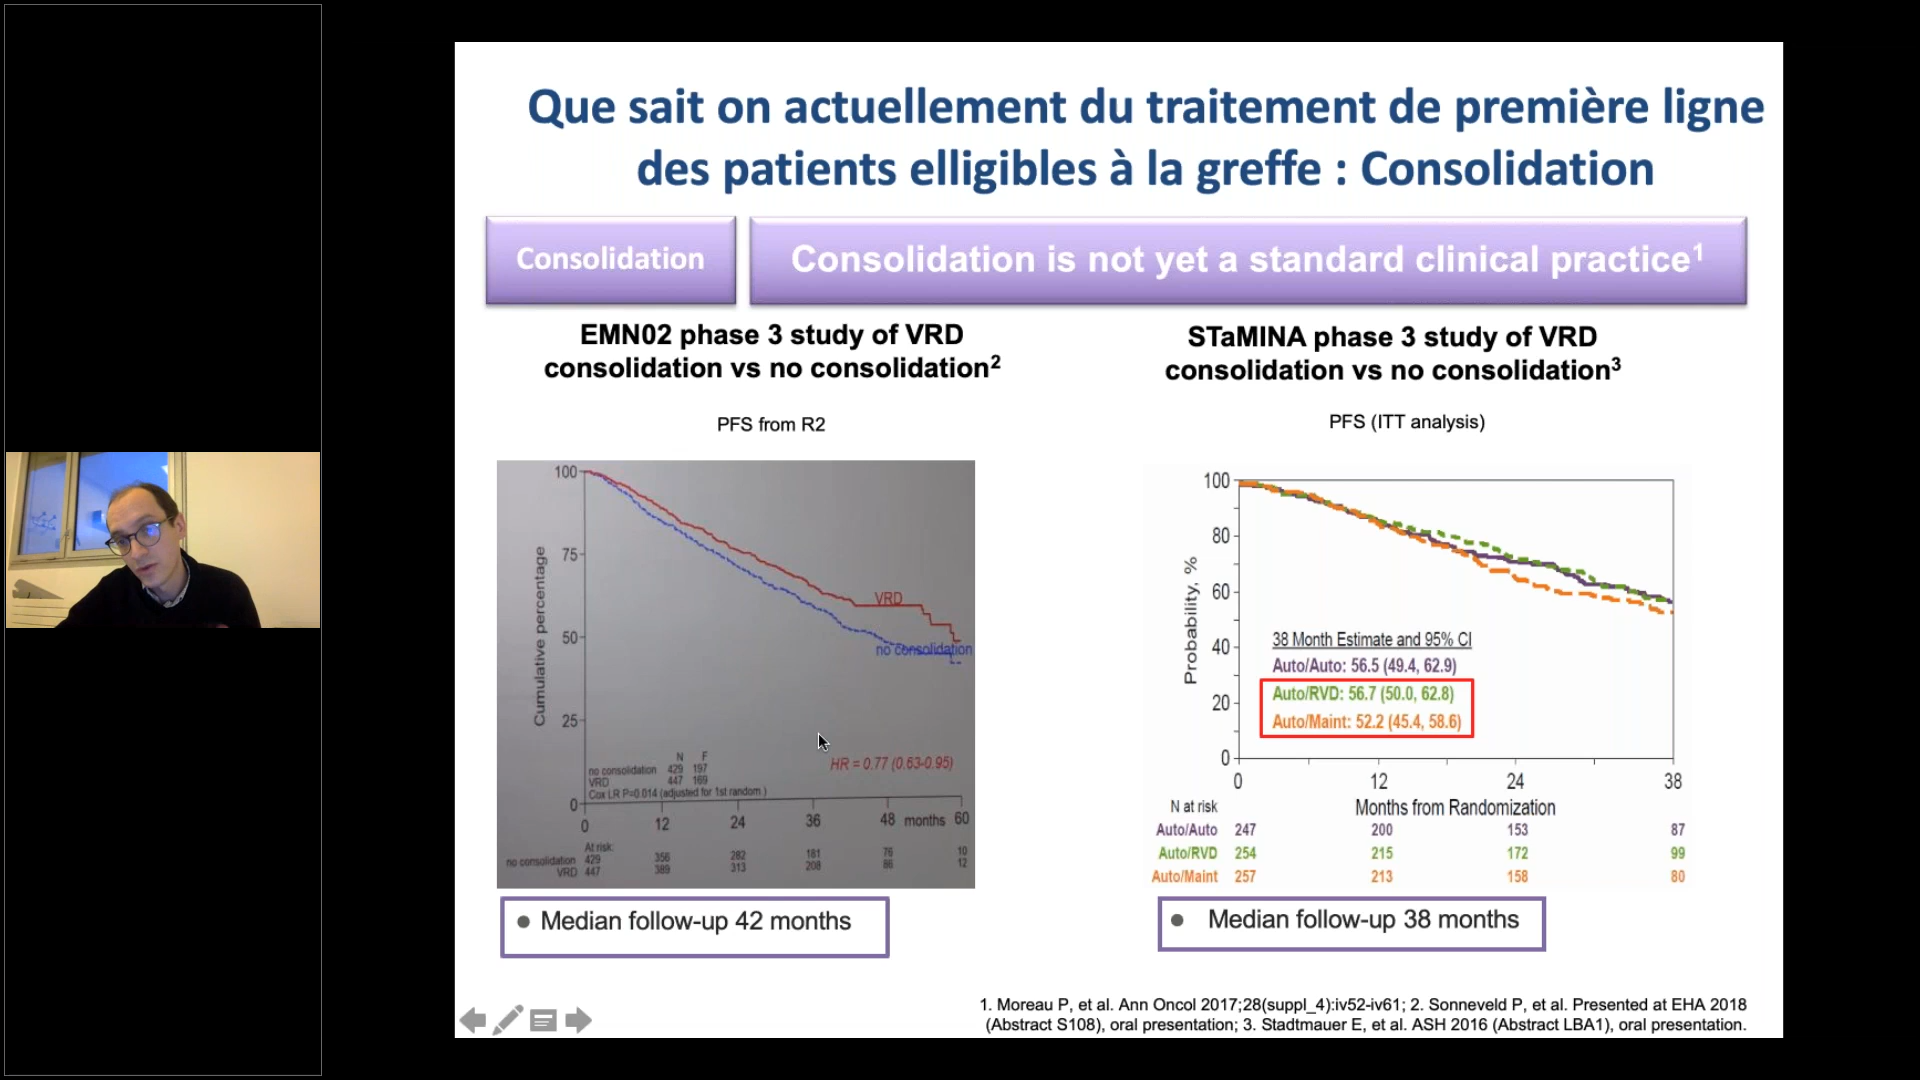 Que sait on actuellement du traitement de première ligne
des patients elligibles à la greffe : Consolidation
Consolidation
Consolidation is not yet a standard clinical practice1
EMN02 phase 3 study of VRD
consolidation vs no consolidation2
PFS from R2
100
75
50
25
0
Cumulative percentage
VRD
no consolidation
HR = 0.77 (0.63-0.95)
N F
no consolidation 429 197
VRD 447 169
Cox LR P=0.014 (adjusted for 1st random.)
0 12 24 36 48 months 60
At risk:
no consolidation 429 356 282 181 76 10
VRD 447 389 313 208 86 12
Median follow-up 42 months
STaMINA phase 3 study of VRD
consolidation vs no consolidation3
PFS (ITT analysis)
100
80
60
40
20
0
Probability, %
38 Month Estimate and 95% CI
Auto/Auto: 56.5 (49.4, 62.9)
Auto/RVD: 56.7 (50.0, 62.8)
Auto/Maint: 52.2 (45.4, 58.6)
0 12 24 38
N at risk Months from Randomization
Auto/Auto 247 200 153 87
Auto/RVD 254 215 172 99
Auto/Maint 257 213 158 80
Median follow-up 38 months
1. Moreau P, et al. Ann Oncol 2017;28(suppl_4):iv52-iv61; 2. Sonneveld P, et al. Presented at EHA 2018
(Abstract S108), oral presentation; 3. Stadtmauer E, et al. ASH 2016 (Abstract LBA1), oral presentation.